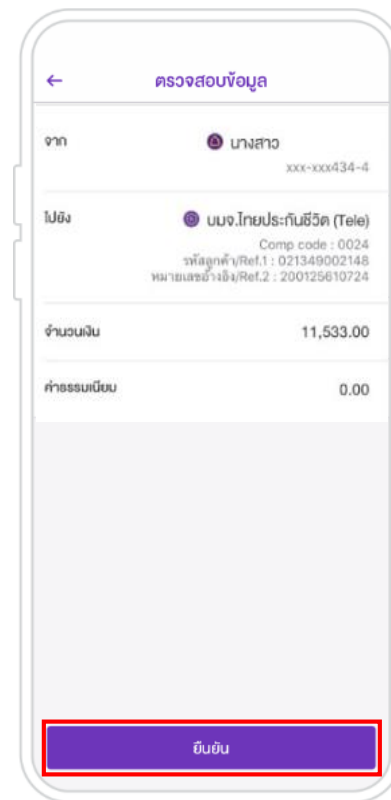 ← ตรวจสอบข้อมูล
จาก นางสาว
xxx-xxx434-4
ไปยัง บมจ.ไทยประกันชีวิต (Tele)
Comp code : 0024
รหัสลูกค้า/Ref.1 : 021349002148
หมายเลขอ้างอิง/Ref.2 : 200125610724
จำนวนเงิน 11,533.00
ค่าธรรมเนียม 0.00
ยืนยัน